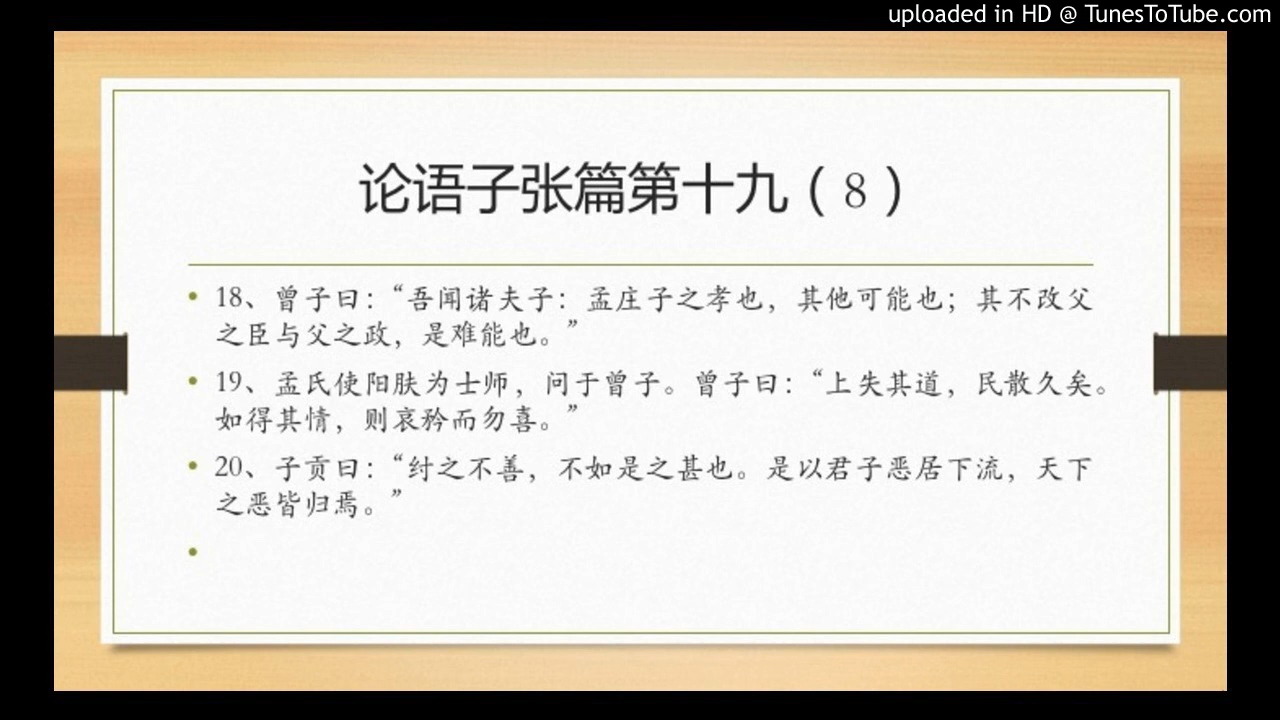 uploaded in HD @ TunesToTube.com
论语子张篇第十九（8）
18、曾子曰：“吾闻诸夫子：孟庄子之孝也，其他可能也；其不改父
之臣与父之政，是难能也。”
19、孟氏使阳肤为士师，问于曾子。曾子曰：“上失其道，民散久矣。
如得其情，则哀矜而勿喜。”
20、子贡曰：“纣之不善，不如是之甚也。是以君子恶居下流，天下
之恶皆归焉。”